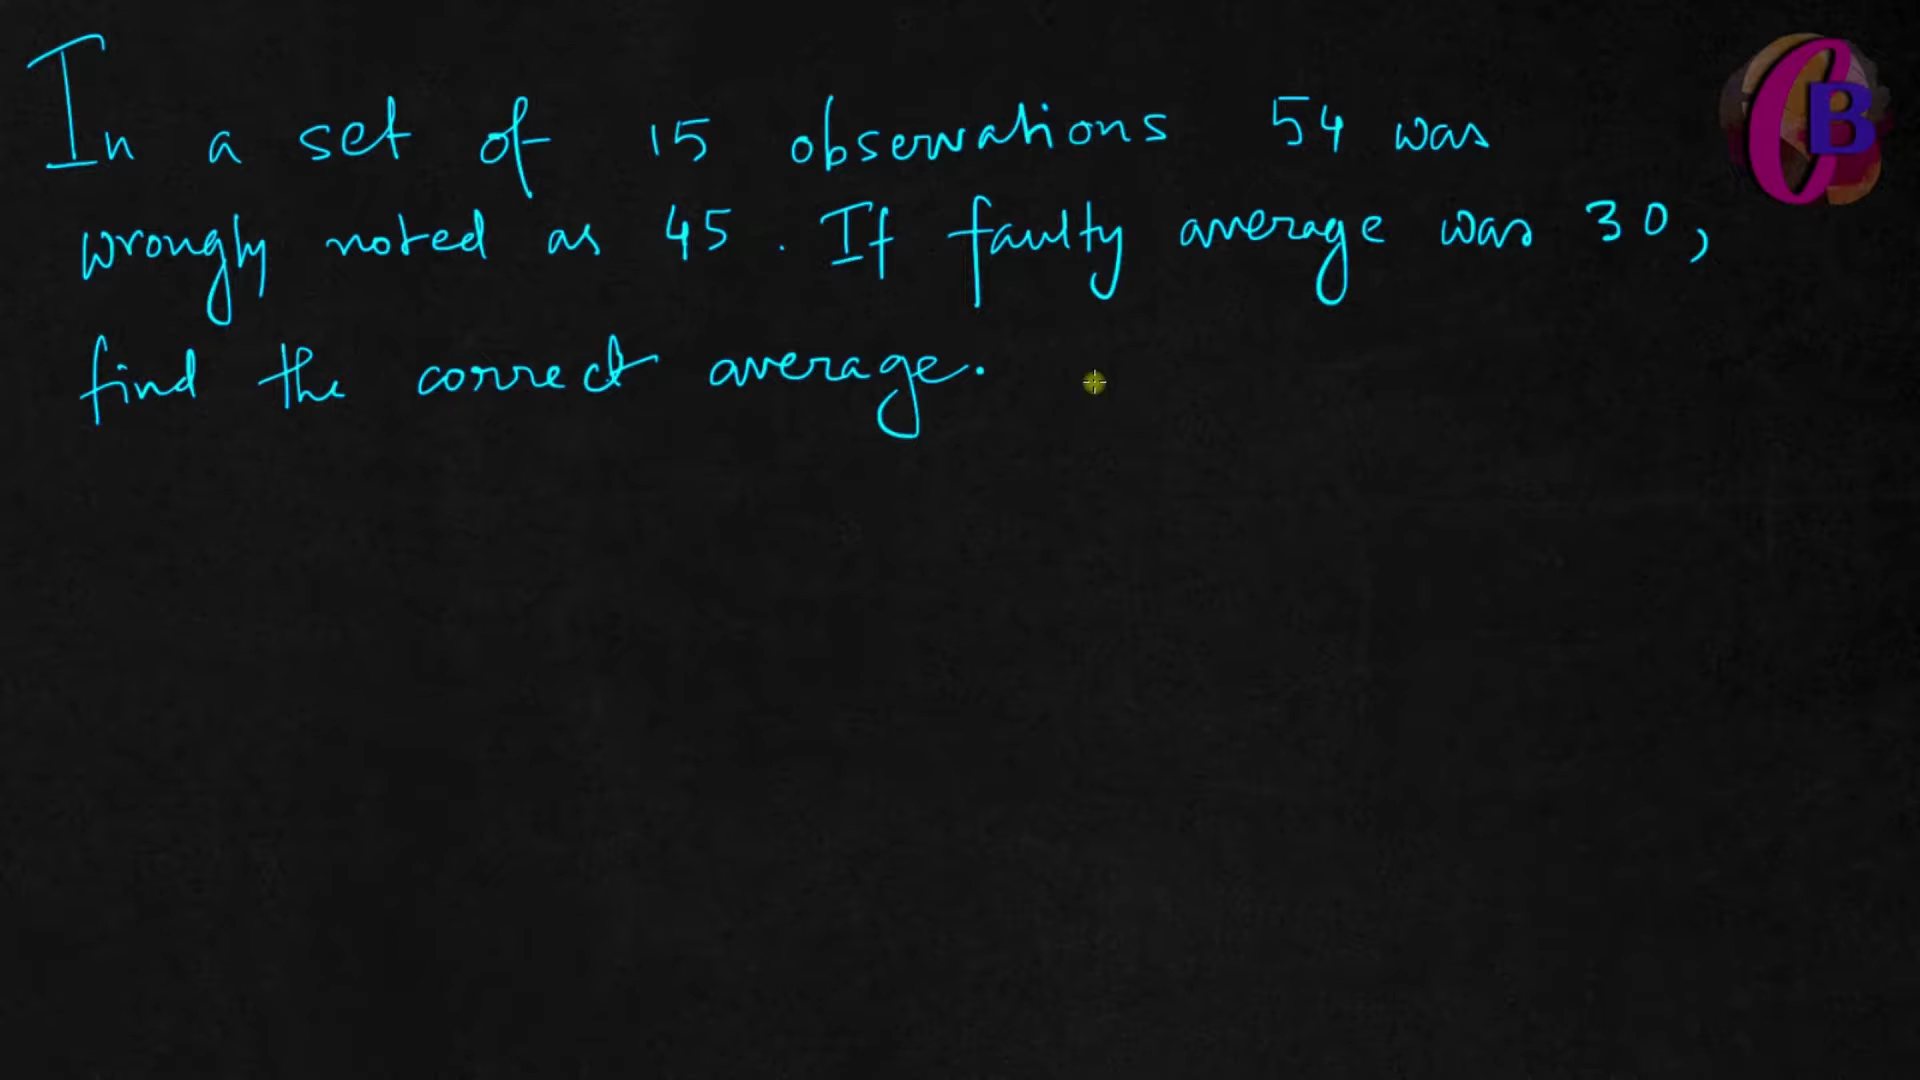 In a set of 15 observations 54 was
wrongly noted as 45. If faulty average was 30,
find the correct average.
CB